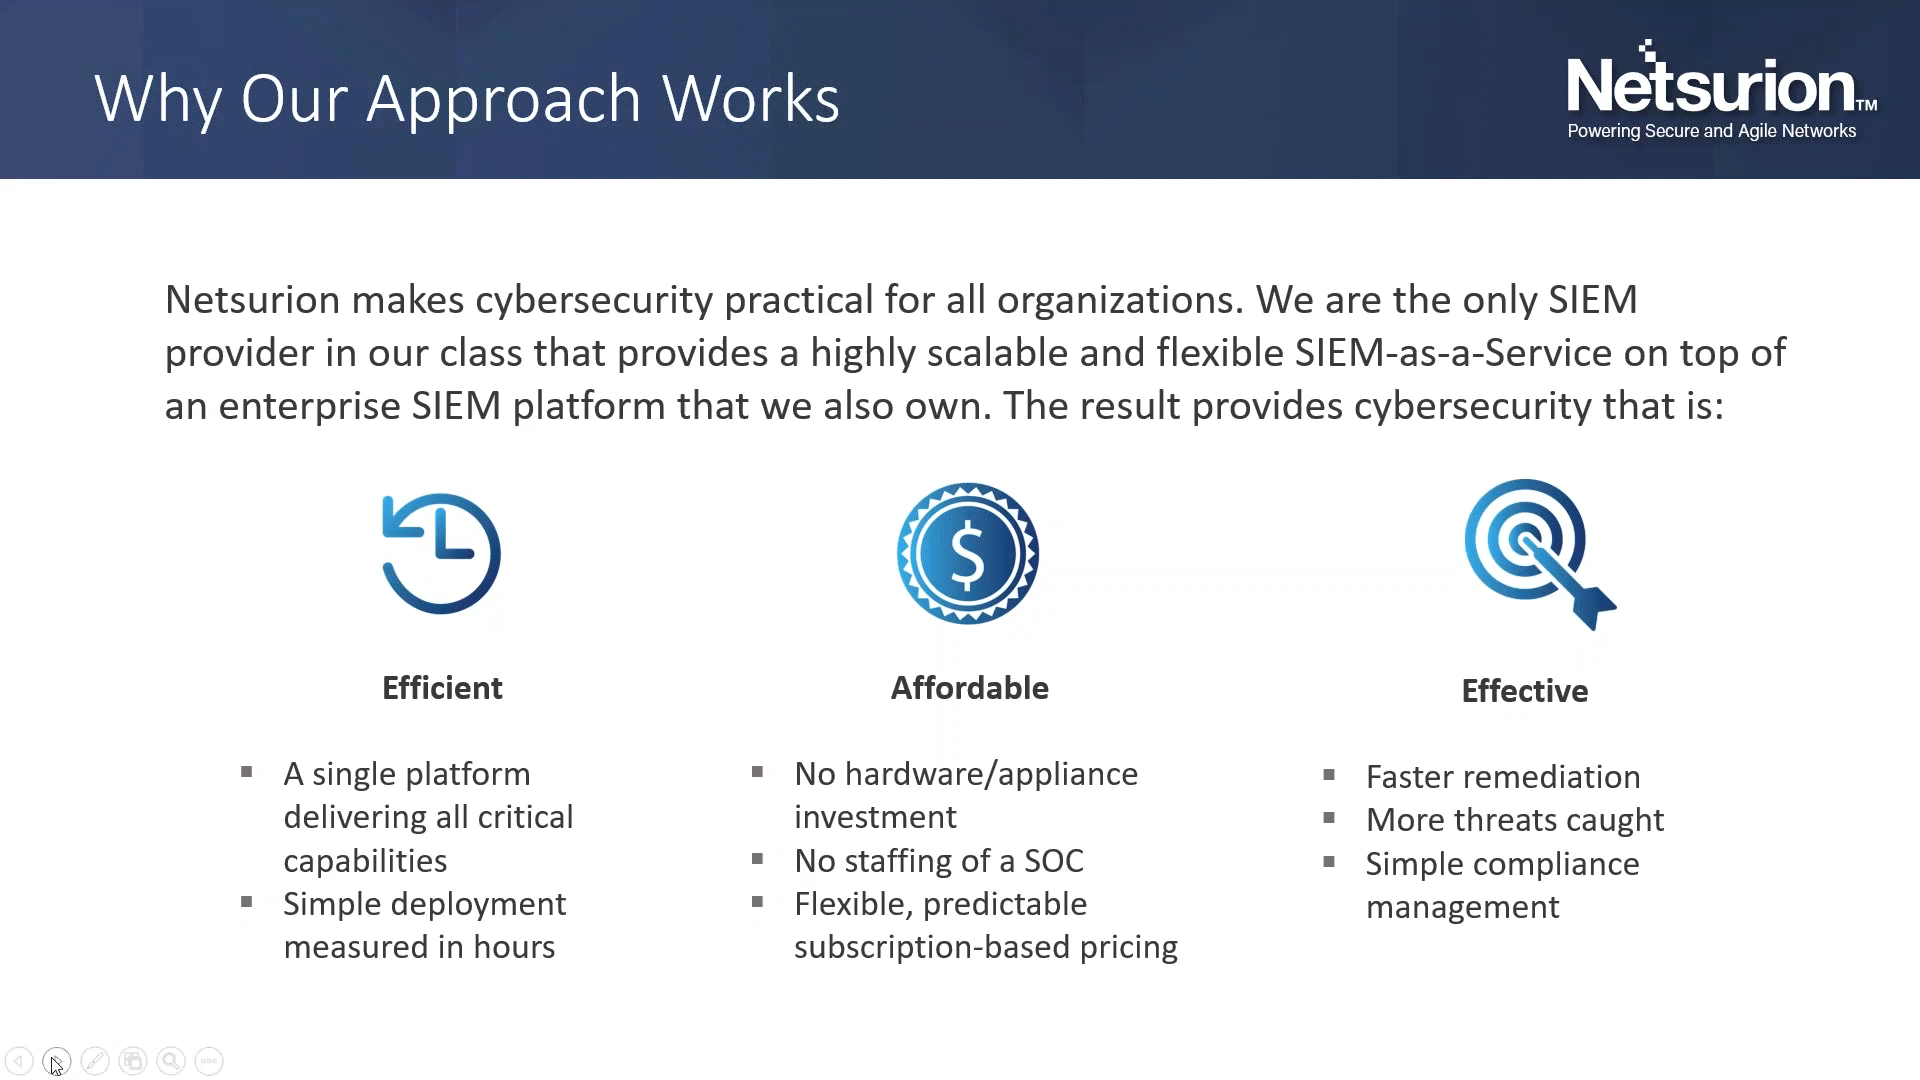 Why Our Approach Works
Netsurion™
Powering Secure and Agile Networks
Netsurion makes cybersecurity practical for all organizations. We are the only SIEM
provider in our class that provides a highly scalable and flexible SIEM-as-a-Service on top of
an enterprise SIEM platform that we also own. The result provides cybersecurity that is:
$
Efficient
▪ A single platform
delivering all critical
capabilities
▪ Simple deployment
measured in hours
Affordable
▪ No hardware/appliance
investment
▪ No staffing of a SOC
▪ Flexible, predictable
subscription-based pricing
Effective
▪ Faster remediation
▪ More threats caught
▪ Simple compliance
management